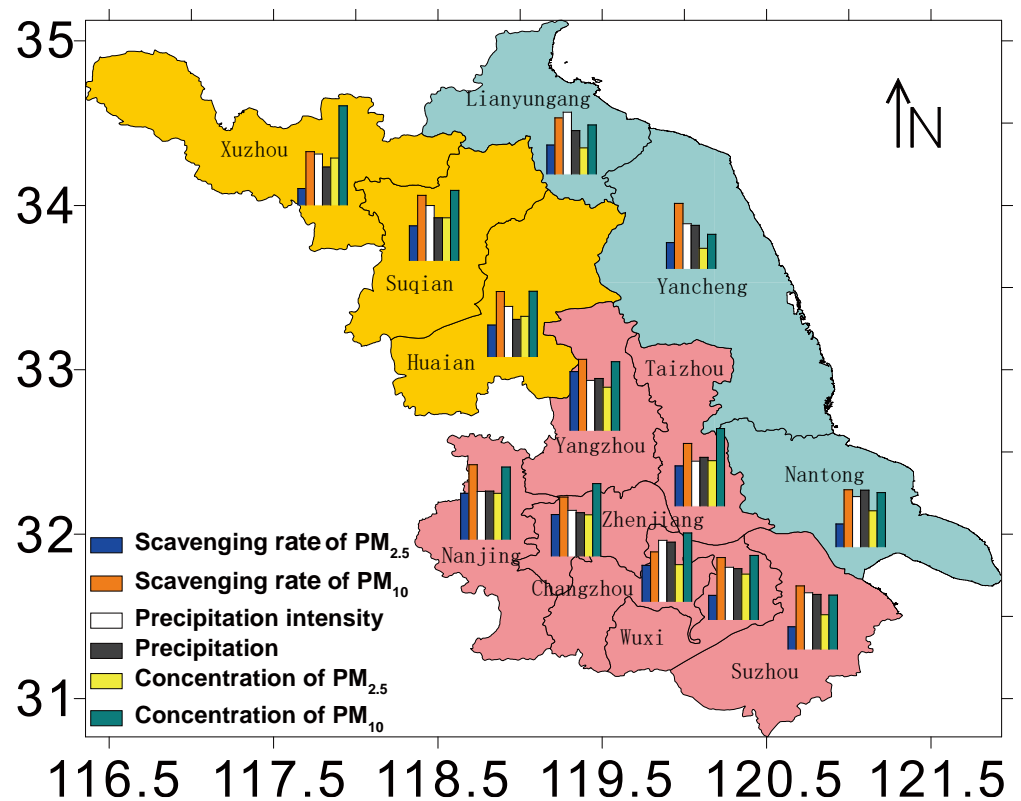 35
34
33
32
31
116.5
117.5
118.5
119.5
120.5
121.5
N
Lianyungang
Xuzhou
Suqian
Yancheng
Huaian
Taizhou
Yangzhou
Nantong
Zhenjiang
Nanjing
Changzhou
Wuxi
Suzhou
Scavenging rate of PM2.5
Scavenging rate of PM10
Precipitation intensity
Precipitation
Concentration of PM2.5
Concentration of PM10